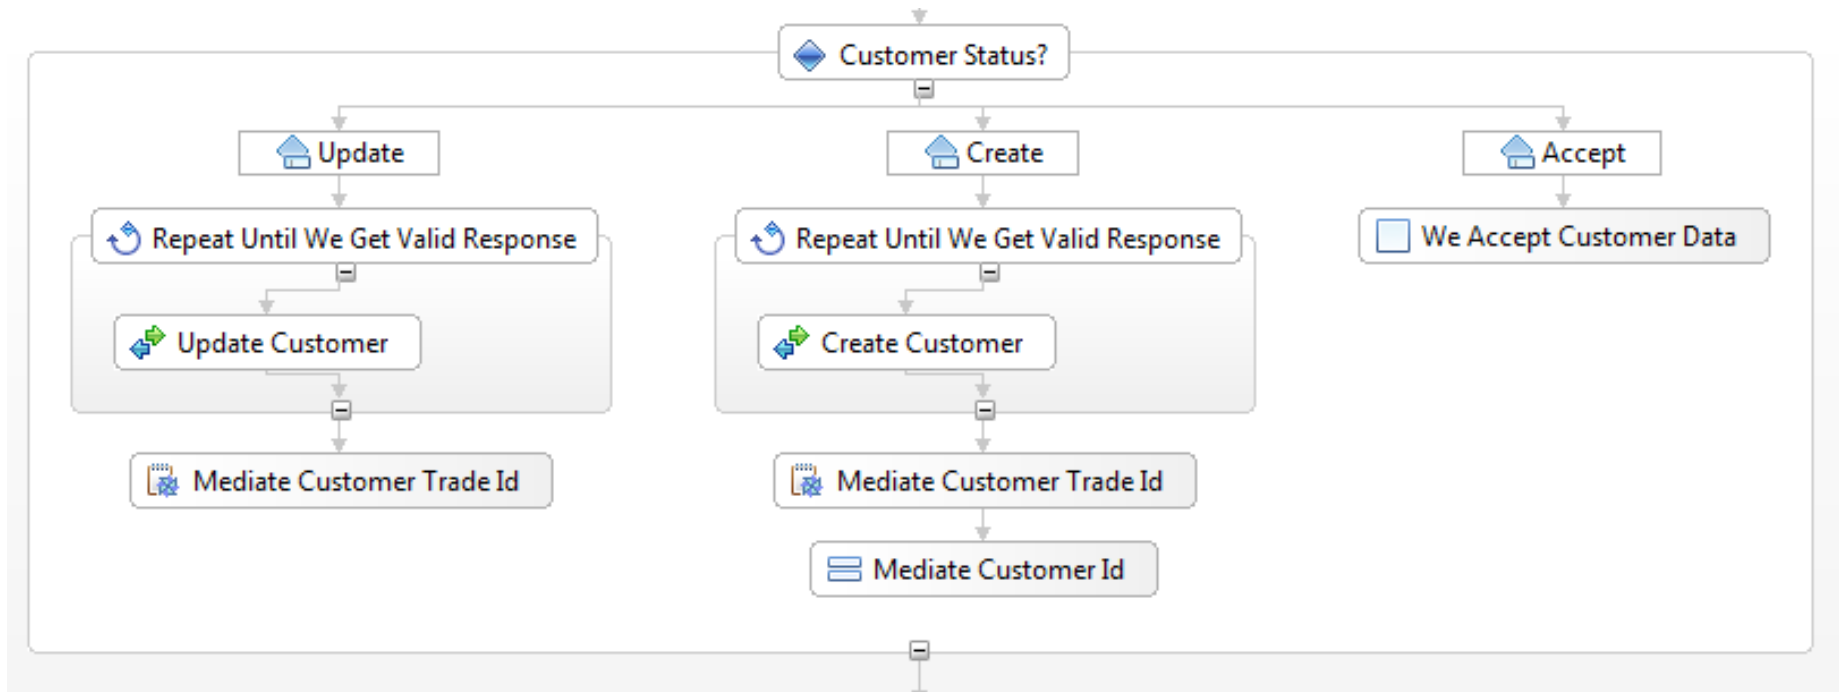 Customer Status?
Update
Create
Accept
Repeat Until We Get Valid Response
Repeat Until We Get Valid Response
We Accept Customer Data
Update Customer
Create Customer
Mediate Customer Trade Id
Mediate Customer Trade Id
Mediate Customer Id